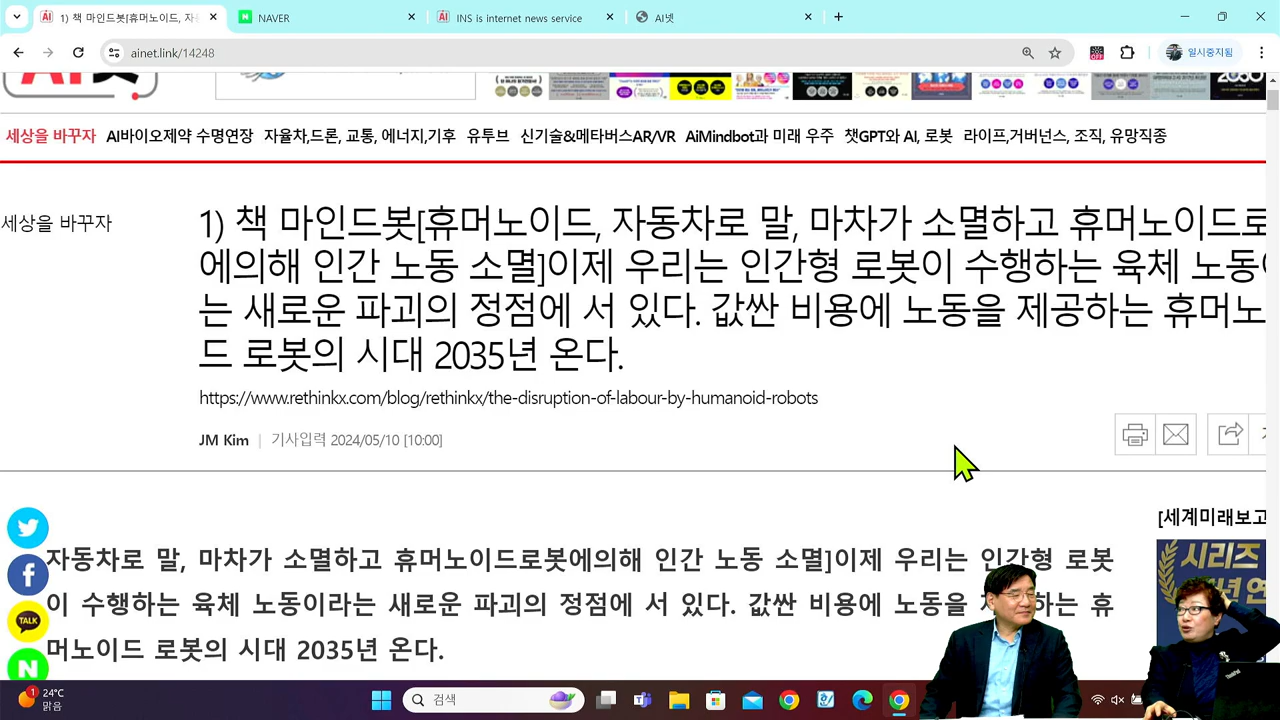 1) 책 마인드봇[휴머노이드, 자
NAVER
INS is internet news service
AI넷
ainet.link/14248
일시중지됨
세상을 바꾸자 AI바이오제약 수명연장 자율차,드론, 교통, 에너지,기후 유투브 신기술&메타버스AR/VR AiMindbot과 미래 우주 챗GPT와 AI, 로봇 라이프,거버넌스, 조직, 유망직종
세상을 바꾸자
1) 책 마인드봇[휴머노이드, 자동차로 말, 마차가 소멸하고 휴머노이드로
에의해 인간 노동 소멸]이제 우리는 인간형 로봇이 수행하는 육체 노동
는 새로운 파괴의 정점에 서 있다. 값싼 비용에 노동을 제공하는 휴머노
드 로봇의 시대 2035년 온다.
https://www.rethinkx.com/blog/rethinkx/the-disruption-of-labour-by-humanoid-robots
JM Kim | 기사입력 2024/05/10 [10:00]
[세계미래보고
시리즈
자동차로 말, 마차가 소멸하고 휴머노이드로봇에의해 인간 노동 소멸]이제 우리는 인간형 로봇
이 수행하는 육체 노동이라는 새로운 파괴의 정점에 서 있다. 값싼 비용에 노동을 하는 휴
머노이드 로봇의 시대 2035년 온다.
TALK
N
1
24°C
맑음
검색
ThinkPad